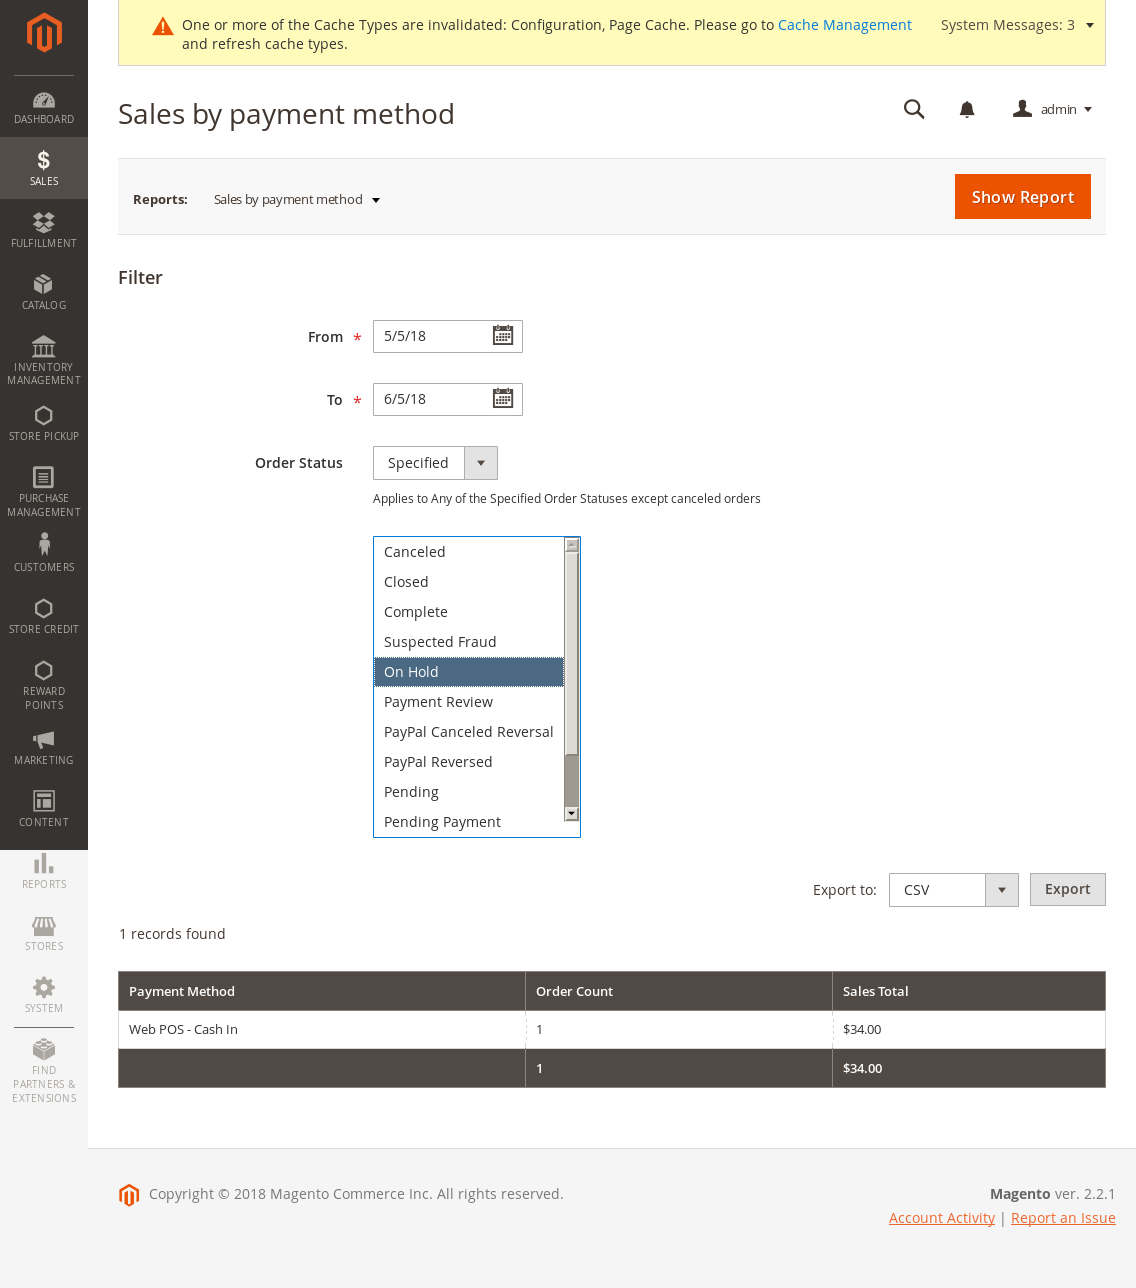 One or more of the Cache Types are invalidated: Configuration, Page Cache. Please go to Cache Management
and refresh cache types.
System Messages: 3
Sales by payment method
admin
Reports:
Sales by payment method
Show Report
DASHBOARD
SALES
FULFILLMENT
CATALOG
INVENTORY
MANAGEMENT
STORE PICKUP
PURCHASE
MANAGEMENT
CUSTOMERS
STORE CREDIT
REWARD
POINTS
MARKETING
CONTENT
REPORTS
STORES
SYSTEM
FIND
PARTNERS &
EXTENSIONS
Filter
From * 5/5/18
To * 6/5/18
Order Status Specified
Applies to Any of the Specified Order Statuses except canceled orders
Canceled
Closed
Complete
Suspected Fraud
On Hold
Payment Review
PayPal Canceled Reversal
PayPal Reversed
Pending
Pending Payment
Export to: CSV Export
1 records found
Payment Method Order Count Sales Total
Web POS - Cash In 1 $34.00
1 $34.00
Copyright © 2018 Magento Commerce Inc. All rights reserved.
Magento ver. 2.2.1
Account Activity | Report an Issue